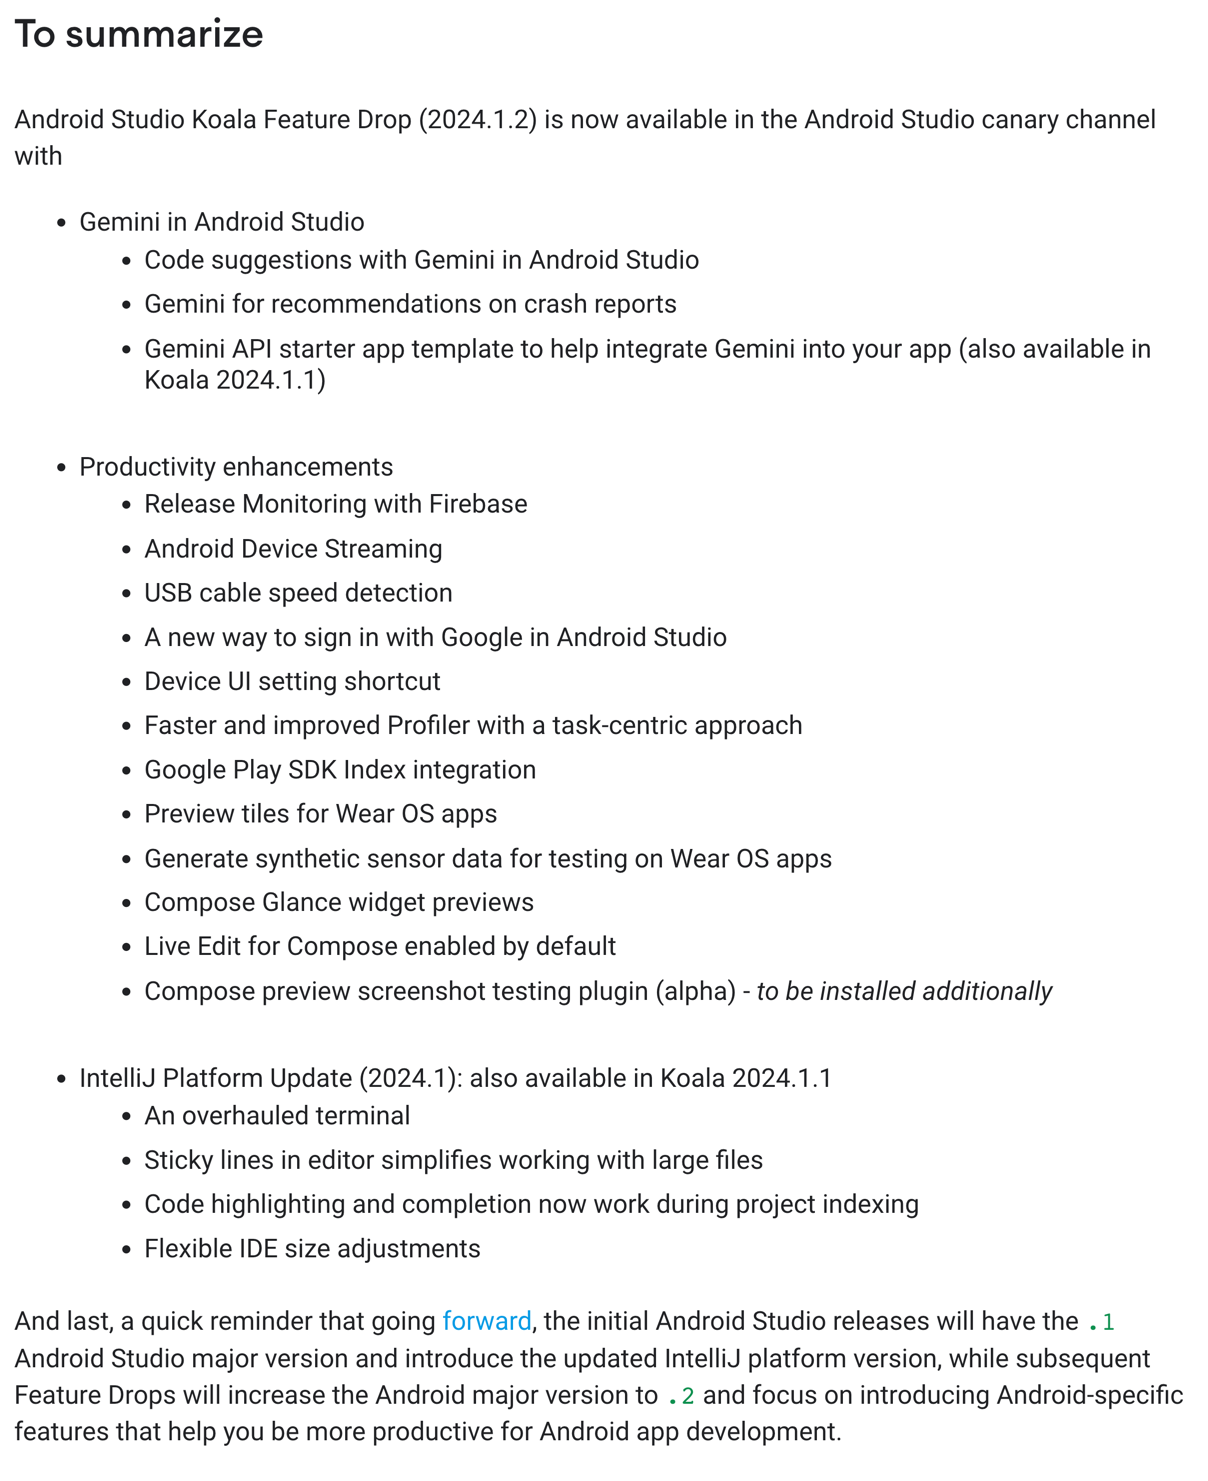 To summarize
Android Studio Koala Feature Drop (2024.1.2) is now available in the Android Studio canary channel
with
• Gemini in Android Studio
• Code suggestions with Gemini in Android Studio
• Gemini for recommendations on crash reports
• Gemini API starter app template to help integrate Gemini into your app (also available in
Koala 2024.1.1)
• Productivity enhancements
• Release Monitoring with Firebase
• Android Device Streaming
• USB cable speed detection
• A new way to sign in with Google in Android Studio
• Device UI setting shortcut
• Faster and improved Profiler with a task-centric approach
• Google Play SDK Index integration
• Preview tiles for Wear OS apps
• Generate synthetic sensor data for testing on Wear OS apps
• Compose Glance widget previews
• Live Edit for Compose enabled by default
• Compose preview screenshot testing plugin (alpha) - to be installed additionally
• IntelliJ Platform Update (2024.1): also available in Koala 2024.1.1
• An overhauled terminal
• Sticky lines in editor simplifies working with large files
• Code highlighting and completion now work during project indexing
• Flexible IDE size adjustments
And last, a quick reminder that going forward, the initial Android Studio releases will have the .1
Android Studio major version and introduce the updated IntelliJ platform version, while subsequent
Feature Drops will increase the Android major version to .2 and focus on introducing Android-specific
features that help you be more productive for Android app development.